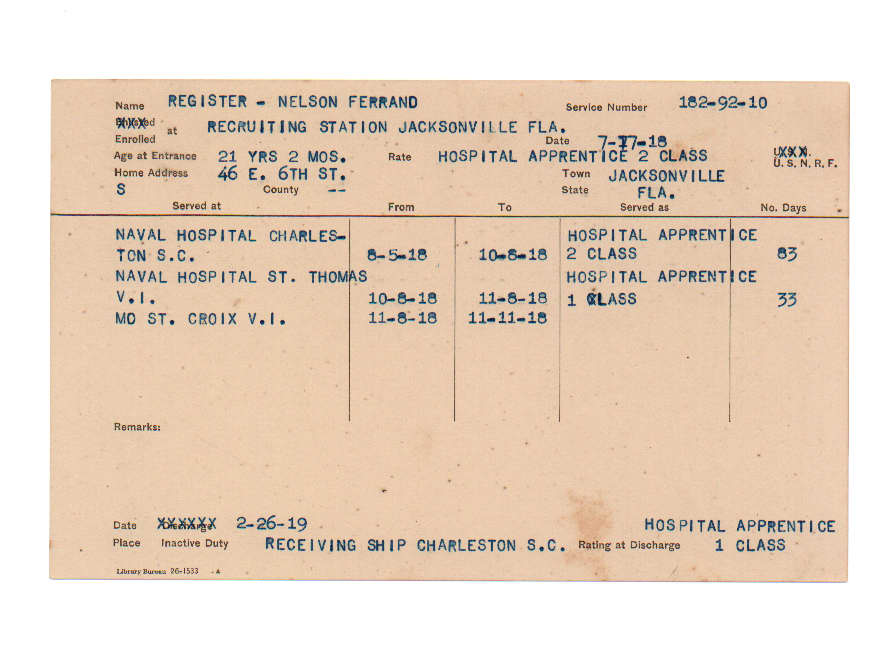 Name REGISTER - NELSON FERRAND Service Number 182-92-10
Enrolled at RECRUITING STATION JACKSONVILLE FLA. Date 7-17-18
Age at Entrance 21 YRS 2 MOS. Rate HOSPITAL APPRENTICE 2 CLASS U. S. N. R. F.
Home Address 46 E. 6TH ST. Town JACKSONVILLE
S County -- State FLA.
Served at From To Served as No. Days
NAVAL HOSPITAL CHARLES- HOSPITAL APPRENTICE
TON S.C. 8-5-18 10-8-18 2 CLASS 83
NAVAL HOSPITAL ST. THOMAS HOSPITAL APPRENTICE
V.I. 10-8-18 11-8-18 1 CLASS 33
MD ST. CROIX V.I. 11-8-18 11-11-18
Remarks:
Date XXXXXX 2-26-19 HOSPITAL APPRENTICE
Place Inactive Duty RECEIVING SHIP CHARLESTON S.C. Rating at Discharge 1 CLASS
Library Bureau 26-1533 A